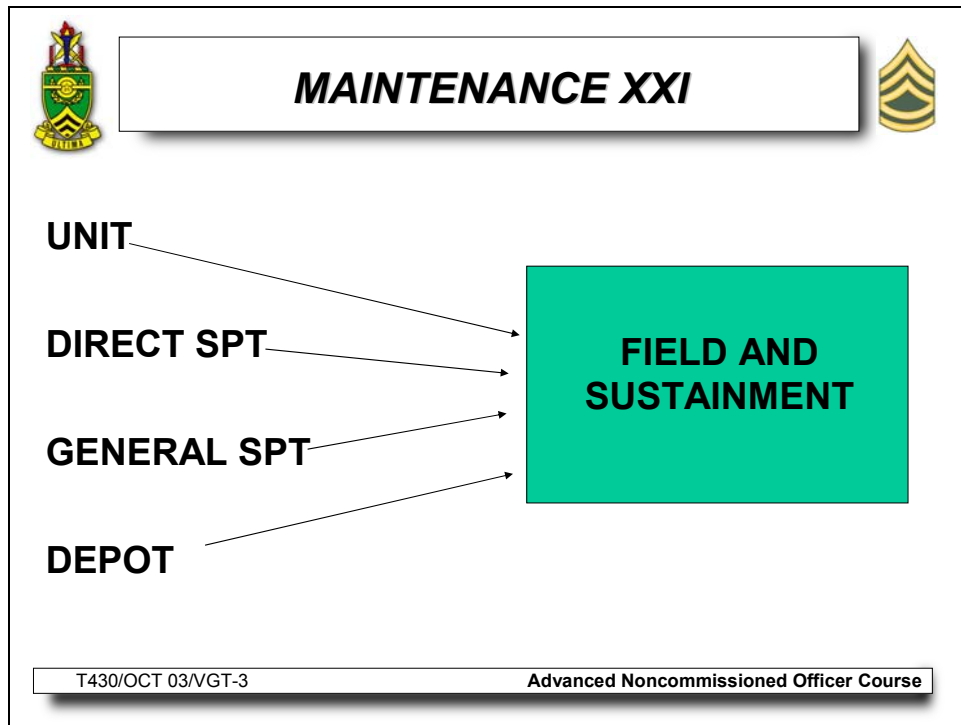 MAINTENANCE XXI
ULTIMA
UNIT
DIRECT SPT
GENERAL SPT
DEPOT
FIELD AND
SUSTAINMENT
T430/OCT 03/VGT-3
Advanced Noncommissioned Officer Course